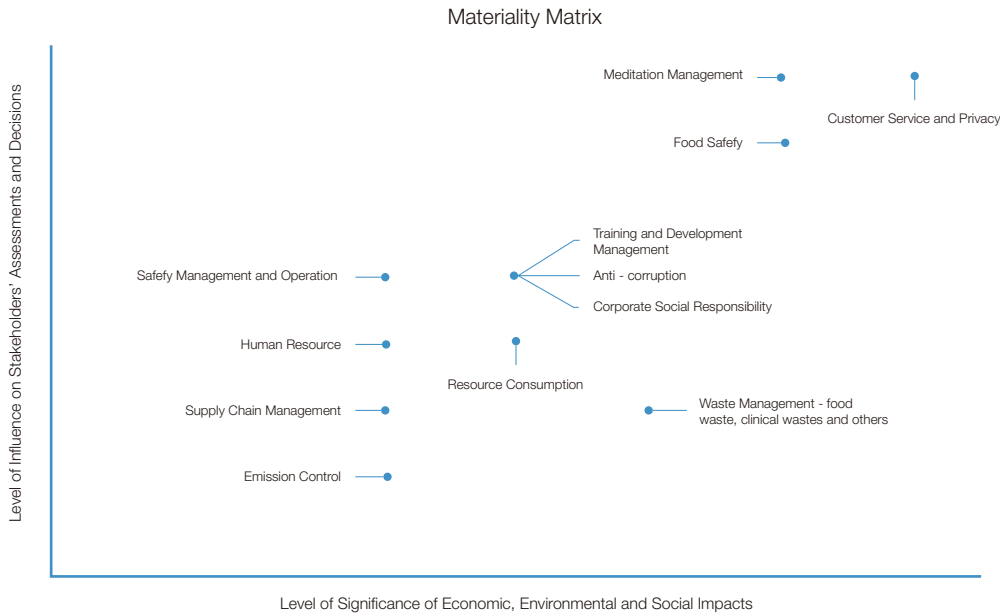 Materiality Matrix
Level of Influence on Stakeholders' Assessments and Decisions
Meditation Management
Customer Service and Privacy
Food Safefy
Training and Development
Management
Safefy Management and Operation
Anti - corruption
Corporate Social Responsibility
Human Resource
Resource Consumption
Supply Chain Management
Waste Management - food
waste, clinical wastes and others
Emission Control
Level of Significance of Economic, Environmental and Social Impacts